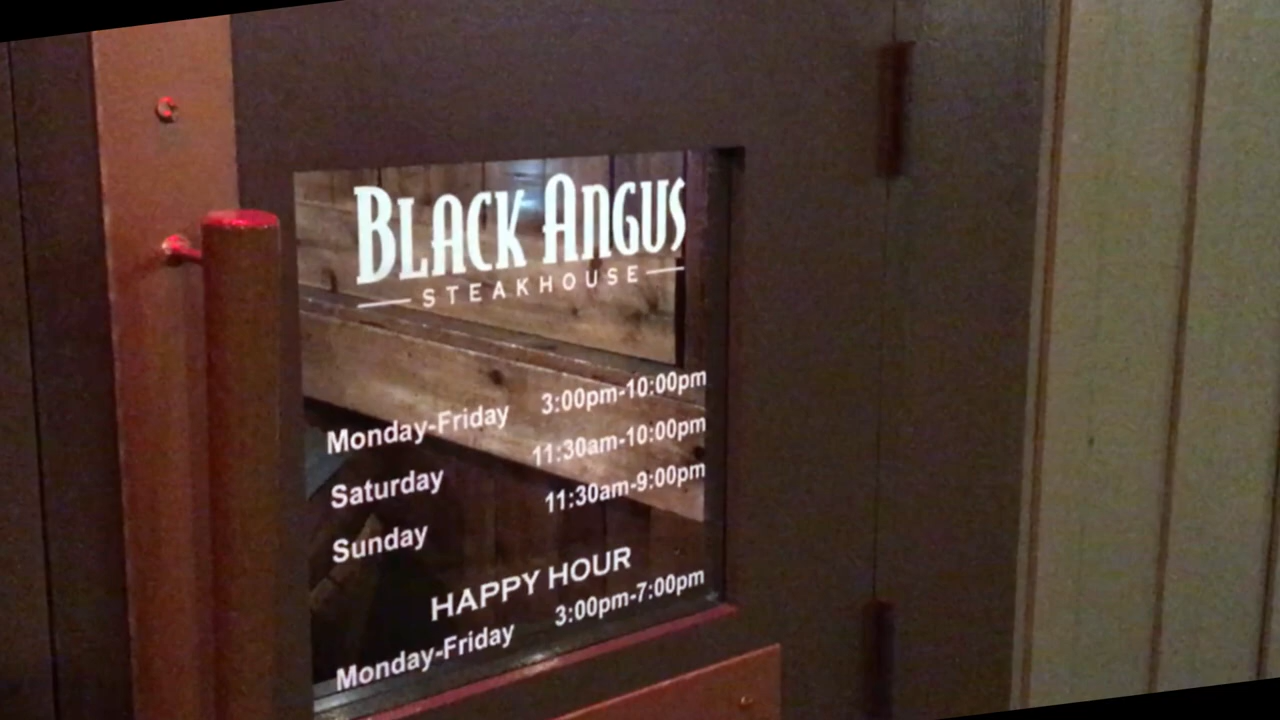 BLACK ANGUS
STEAKHOUSE
Monday-Friday 3:00pm-10:00pm
Saturday 11:30am-10:00pm
Sunday 11:30am-9:00pm
HAPPY HOUR
Monday-Friday 3:00pm-7:00pm